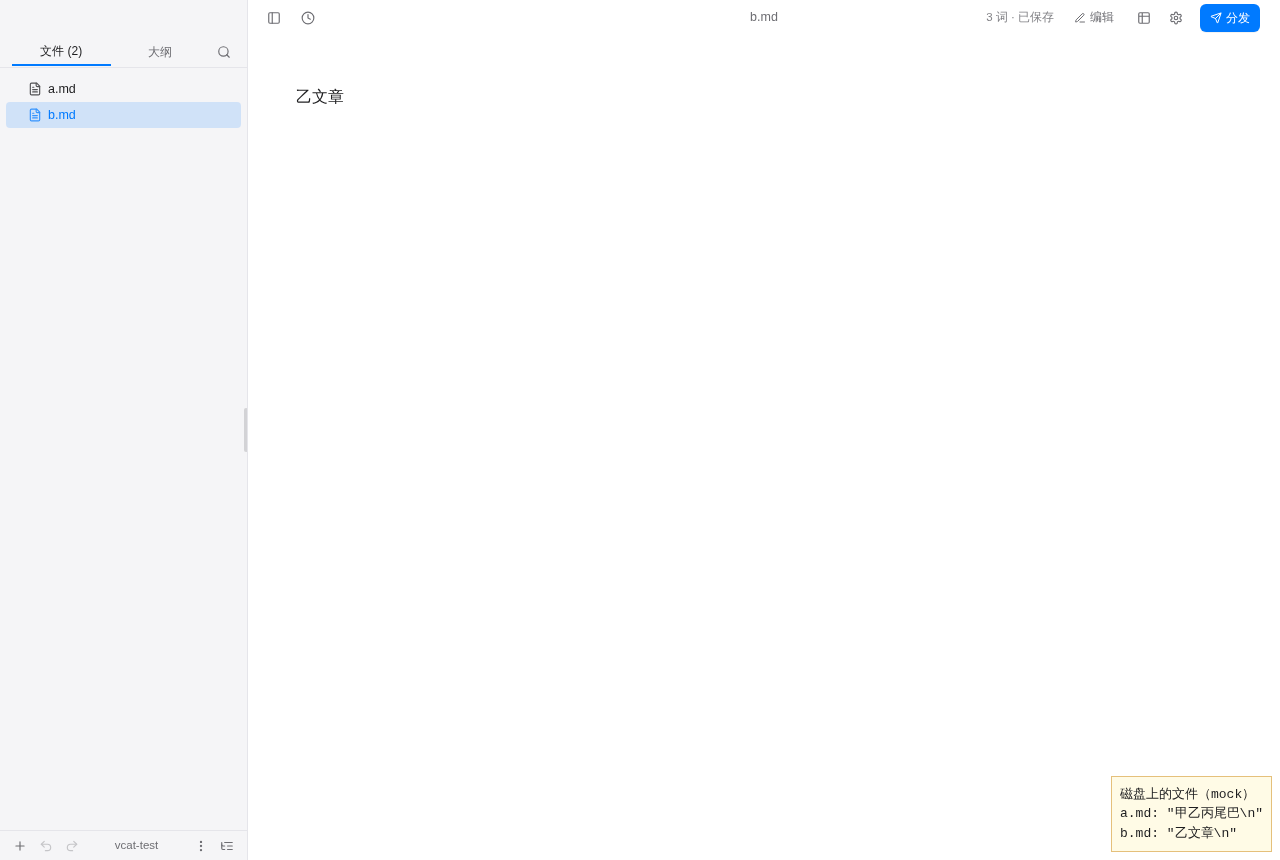 b.md
3 词 · 已保存
编辑
分发
文件 (2)
大纲
a.md
b.md
乙文章
磁盘上的文件（mock）
a.md: "甲乙丙尾巴\n"
b.md: "乙文章\n"
vcat-test